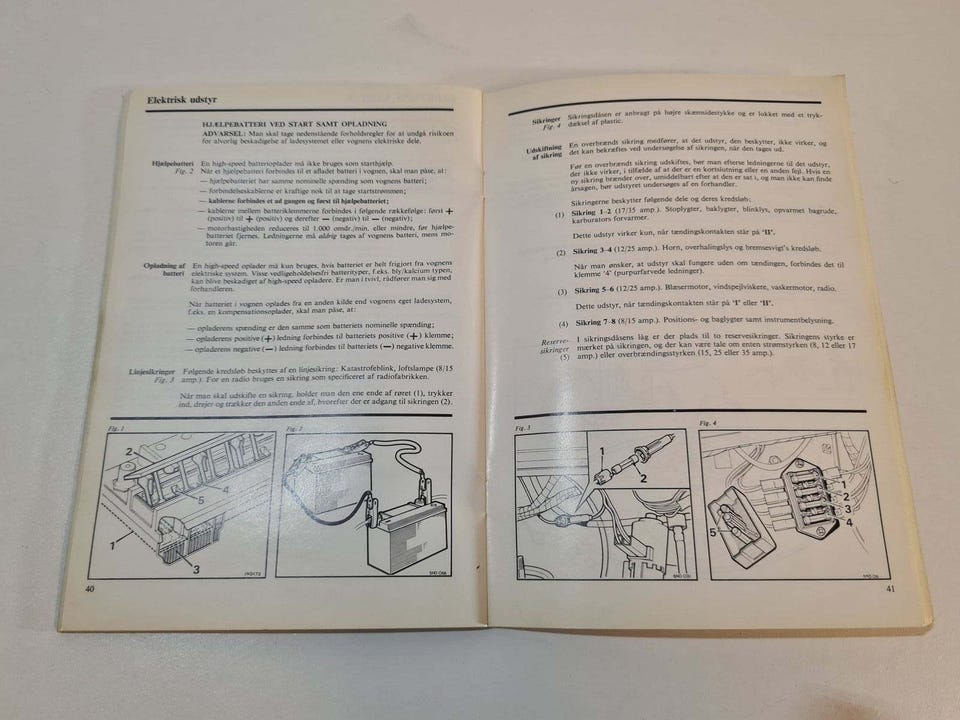 Elektrisk udstyr
HJÆLPEBATTERI VED START SAMT OPLADNING
ADVARSEL: Man skal tage nedenstående forholdsregler for at undgå risikoen
for alvorlig beskadigelse af ladesystemet eller vognens elektriske dele.
Hjælpebatteri En high-speed batterioplader må ikke bruges som starthjælp.
Fig. 2 Når et hjælpebatteri forbindes til et afladet batteri i vognen, skal man påse, at:
— hjælpebatteriet har samme nominelle spænding som vognens batteri;
— forbindelseskablerne er kraftige nok til at tage startstrømmen;
— kablerne forbindes et ad gangen og først til hjælpebatteriet;
— kablerne mellem batteriklemmerne forbindes i følgende rækkefølge: først +
(positiv) til + (positiv) og derefter − (negativ) til − (negativ);
— motorhastigheden reduceres til 1.000 omdr./min. eller mindre, før hjælpe-
batteriet fjernes. Ledningerne må aldrig tages af vognens batteri, mens mo-
toren går.
Opladning af batteri En high-speed oplader må kun bruges, hvis batteriet er helt frigjort fra vognens
elektriske system. Visse vedligeholdelsesfri batterityper, f.eks. bly/kalcium typen,
kan blive beskadiget af high-speed opladere. Er man i tvivl, rådfører man sig med
forhandleren.
Når batteriet i vognen oplades fra en anden kilde end vognens eget ladesystem,
f.eks. en kompensationsoplader, skal man påse, at:
— opladerens spænding er den samme som batteriets nominelle spænding;
— opladerens positive (+) ledning forbindes til batteriets positive (+) klemme;
— opladerens negative (−) ledning forbindes til batteriets (−) negative klemme.
Linjesikringer Følgende kredsløb beskyttes af en linjesikring: Katastrofeblink, loftslampe (8/15
Fig. 3 amp.). For en radio bruges en sikring som specificeret af radiofabrikken.
Når man skal udskifte en sikring, holder man den ene ende af røret (1), trykker
ind, drejer og trækker den anden ende af, hvorefter der er adgang til sikringen (2).
Fig. 1
Fig. 2
2
5
4
1
3
40
Sikringer Sikringsdåsen er anbragt på højre skærmsidestykke og er lukket med et tryk-
Fig. 4 dæksel af plastic.
Udskiftning af sikring En overbrændt sikring medfører, at det udstyr, den beskytter, ikke virker, og
det kan bekræftes ved undersøgelse af sikringen, når den tages ud.
Før en overbrændt sikring udskiftes, bør man efterse ledningerne til det udstyr,
der ikke virker, i tilfælde af at der er en kortslutning eller en anden fejl. Hvis en
ny sikring brænder over, umiddelbart efter at den er sat i, og man ikke kan finde
årsagen, bør udstyret undersøges af en forhandler.
Sikringerne beskytter følgende dele og deres kredsløb:
(1) Sikring 1–2 (17/35 amp.). Stoplygter, baklygter, blinklys, opvarmet bagrude,
karburators forvarmer.
Dette udstyr virker kun, når tændingskontakten står på 'II'.
(2) Sikring 3–4 (12/25 amp.). Horn, overhalingslys og bremsesvigt's kredsløb.
Når man ønsker, at udstyr skal fungere uden om tændingen, forbindes det til
klemme '4' (purpurfarvede ledninger).
(3) Sikring 5–6 (12/25 amp.). Blæsermotor, vindspejlviskere, vaskermotor, radio.
Dette udstyr virker, når tændingskontakten står på 'I' eller 'II'.
(4) Sikring 7–8 (8/15 amp.). Positions- og baglygter samt instrumentbelysning.
Reserve- sikringer (5) I sikringsdåsens låg er der plads til to reservesikringer. Sikringens styrke er
mærket på sikringen, og der kan være tale om enten strømstyrken (8, 12 eller 17
amp.) eller overbrændingsstyrken (15, 25 eller 35 amp.).
Fig. 3
Fig. 4
1
2
1
2
3
4
5
41